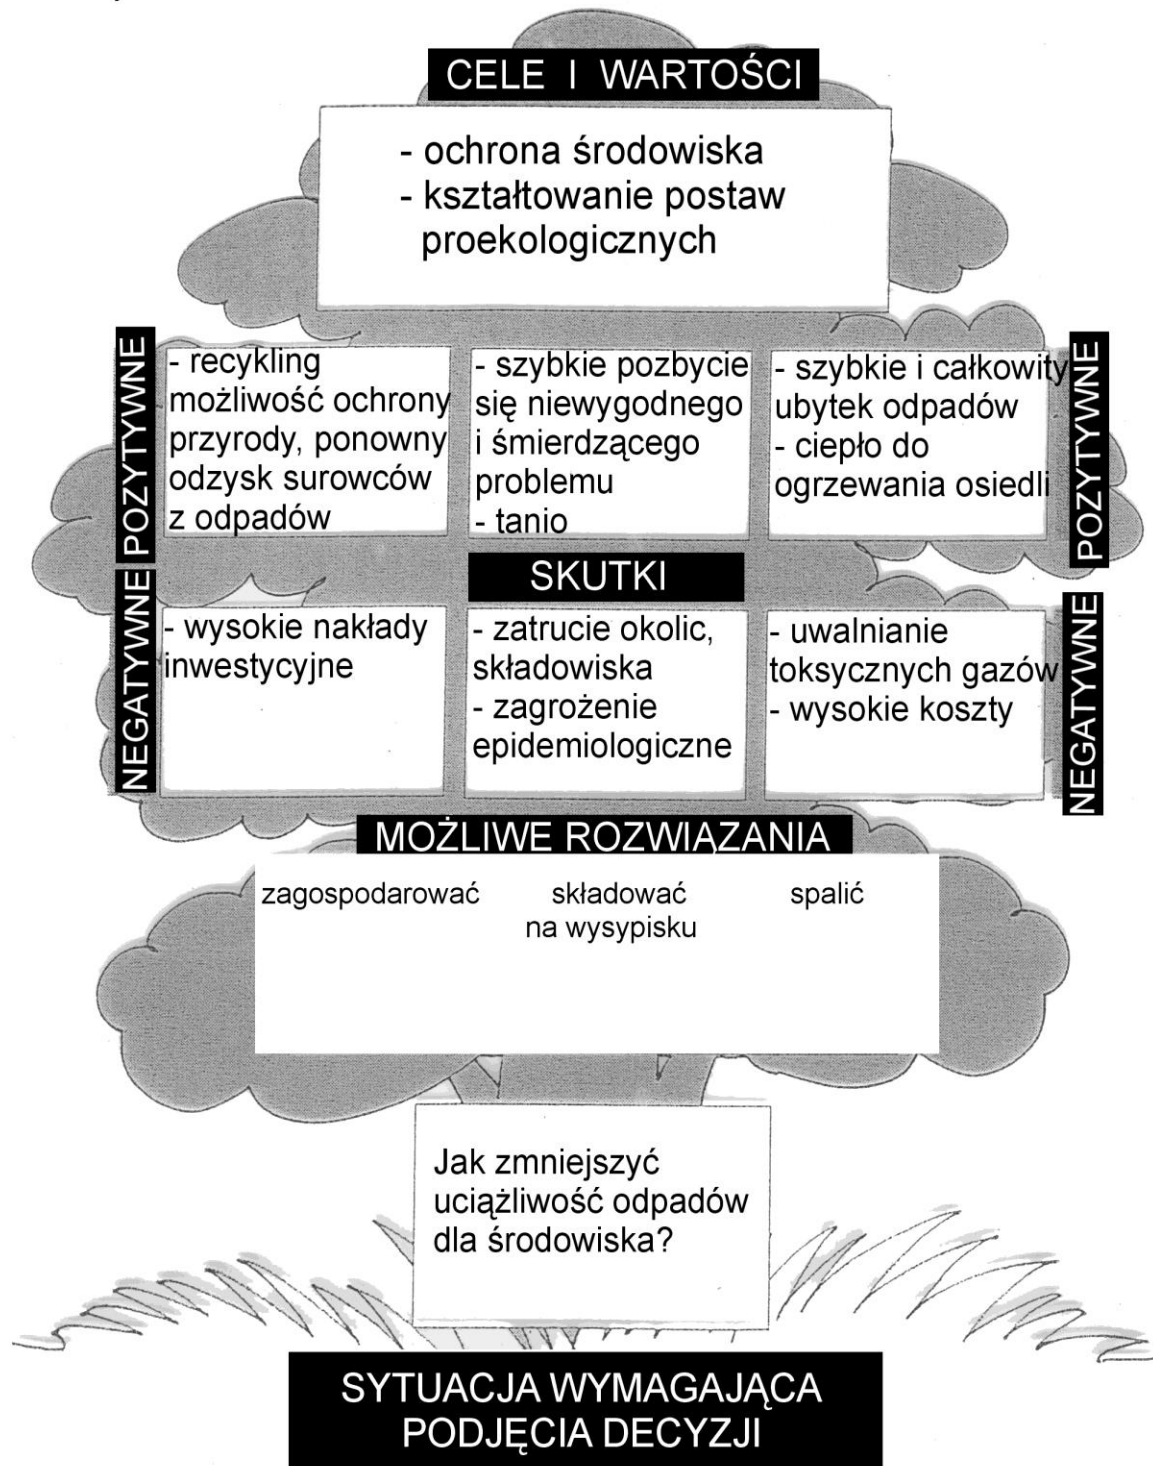 CELE I WARTOŚCI
- ochrona środowiska
- kształtowanie postaw
proekologicznych
POZYTYWNE
- recykling
możliwość ochrony
przyrody, ponowny
odzysk surowców
z odpadów
- szybkie pozbycie
się niewygodnego
i śmierdzącego
problemu
- tanio
- szybkie i całkowity
ubytek odpadów
- ciepło do
ogrzewania osiedli
POZYTYWNE
SKUTKI
NEGATYWNE
- wysokie nakłady
inwestycyjne
- zatrucie okolic,
składowiska
- zagrożenie
epidemiologiczne
- uwalnianie
toksycznych gazów
- wysokie koszty
NEGATYWNE
MOŻLIWE ROZWIĄZANIA
zagospodarować
składować
na wysypisku
spalić
Jak zmniejszyć
uciążliwość odpadów
dla środowiska?
SYTUACJA WYMAGAJĄCA
PODJĘCIA DECYZJI